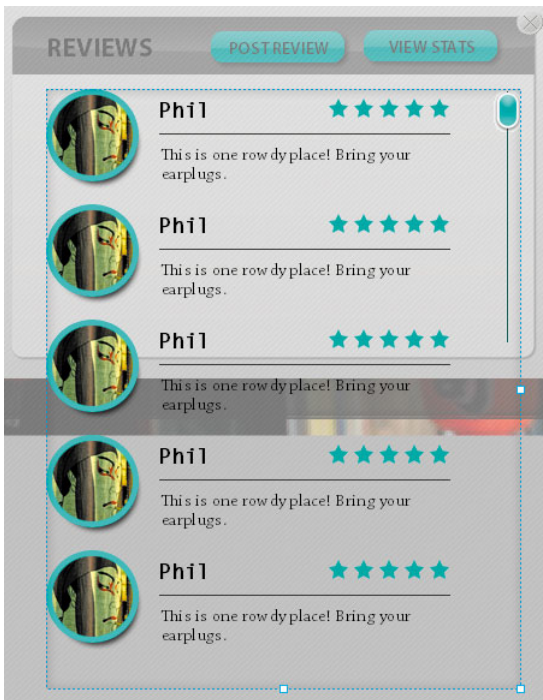 REVIEWS
POST REVIEW
VIEW STATS
Phil
This is one rowdy place! Bring your
earplugs.
Phil
This is one rowdy place! Bring your
earplugs.
Phil
This is one rowdy place! Bring your
earplugs.
Phil
This is one rowdy place! Bring your
earplugs.
Phil
This is one rowdy place! Bring your
earplugs.